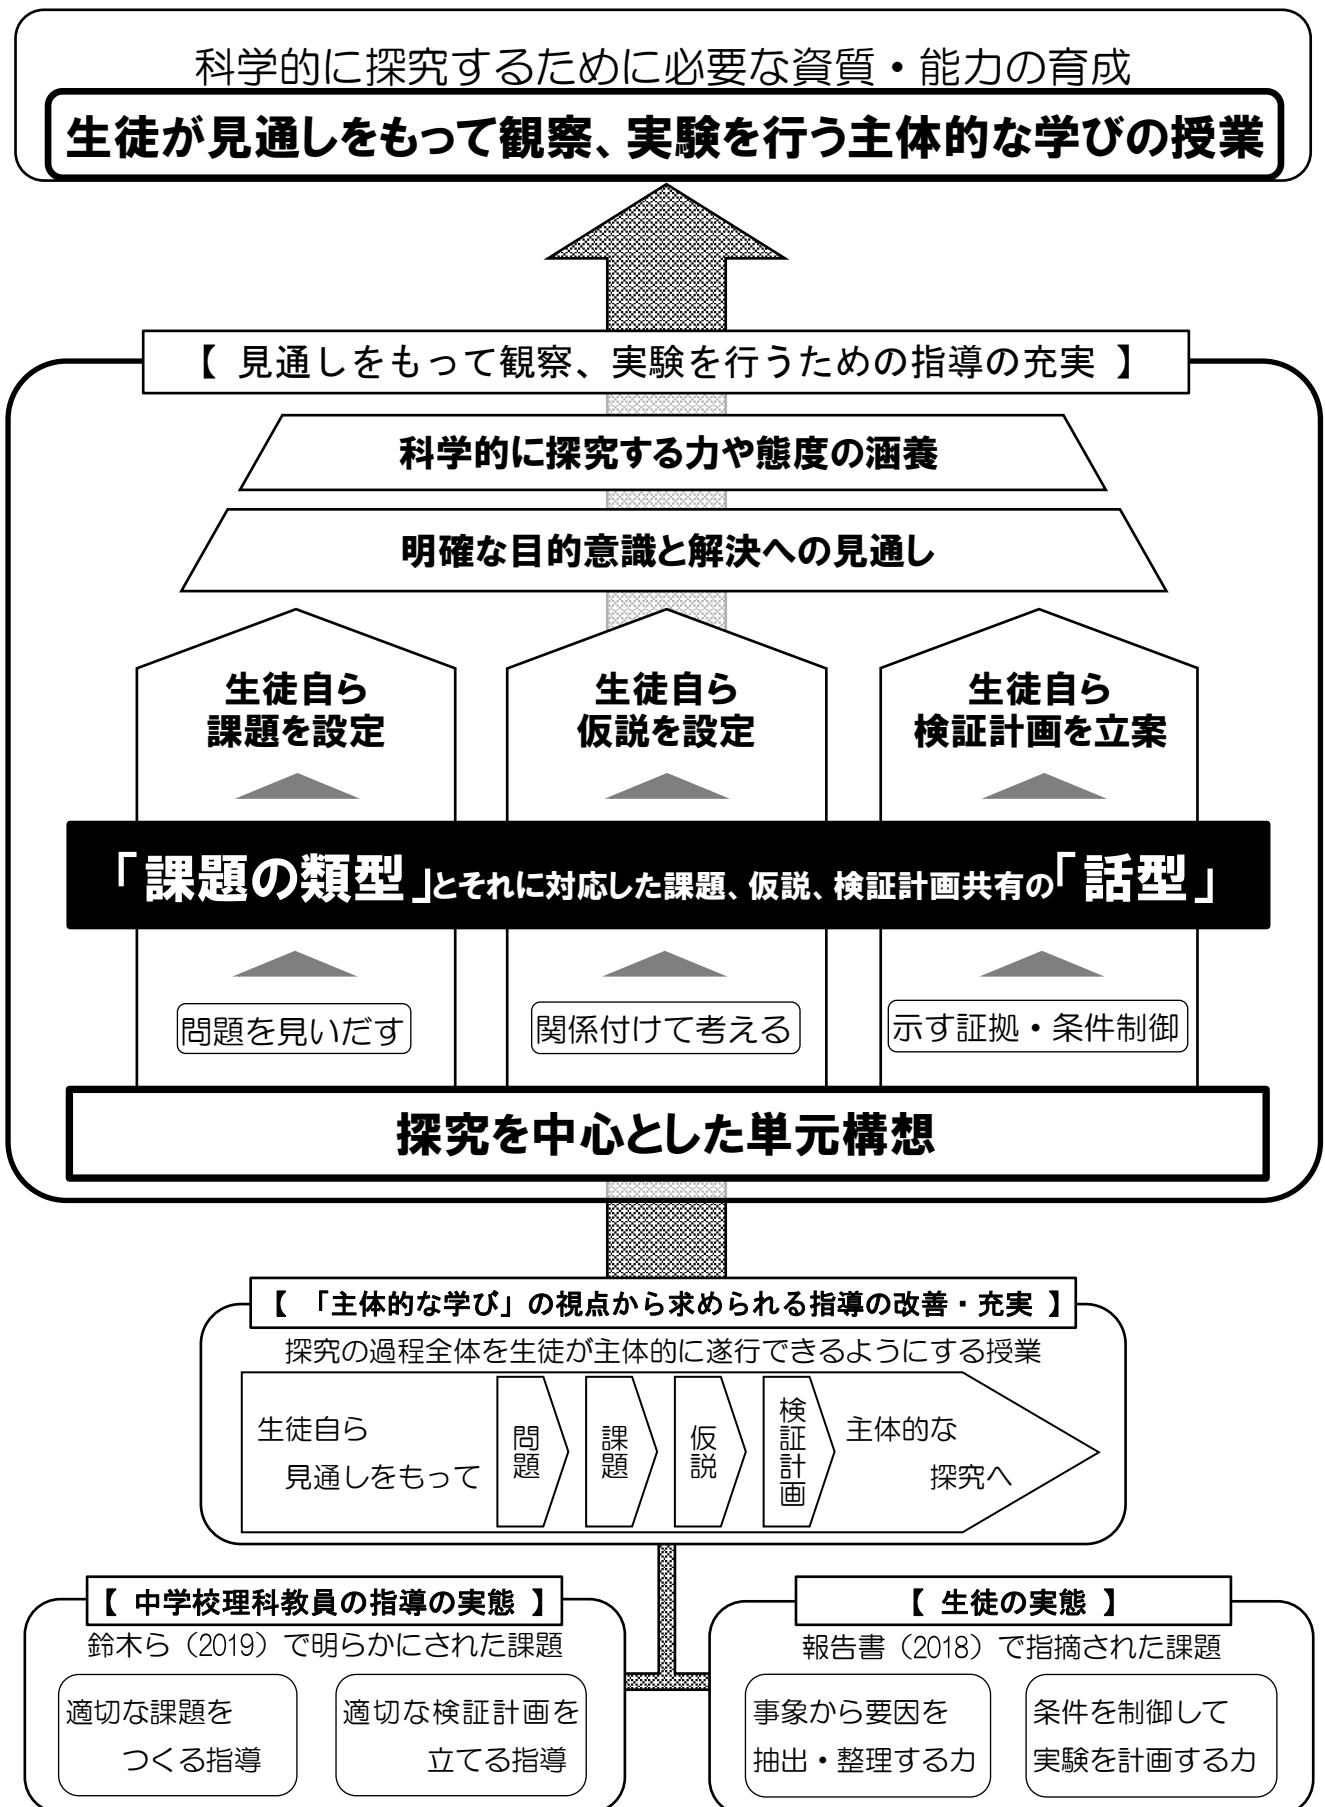 科学的に探究するために必要な資質・能力の育成
生徒が見通しをもって観察、実験を行う主体的な学びの授業
【 見通しをもって観察、実験を行うための指導の充実 】
科学的に探究する力や態度の涵養
明確な目的意識と解決への見通し
生徒自ら
課題を設定
生徒自ら
仮説を設定
生徒自ら
検証計画を立案
「課題の類型」とそれに対応した課題、仮説、検証計画共有の「話型」
問題を見いだす
関係付けて考える
示す証拠・条件制御
探究を中心とした単元構想
【 「主体的な学び」の視点から求められる指導の改善・充実 】
探究の過程全体を生徒が主体的に遂行できるようにする授業
生徒自ら
見通しをもって
問題
課題
仮説
検証計画
主体的な
探究へ
【 中学校理科教員の指導の実態 】
鈴木ら（2019）で明らかにされた課題
適切な課題を
つくる指導
適切な検証計画を
立てる指導
【 生徒の実態 】
報告書（2018）で指摘された課題
事象から要因を
抽出・整理する力
条件を制御して
実験を計画する力